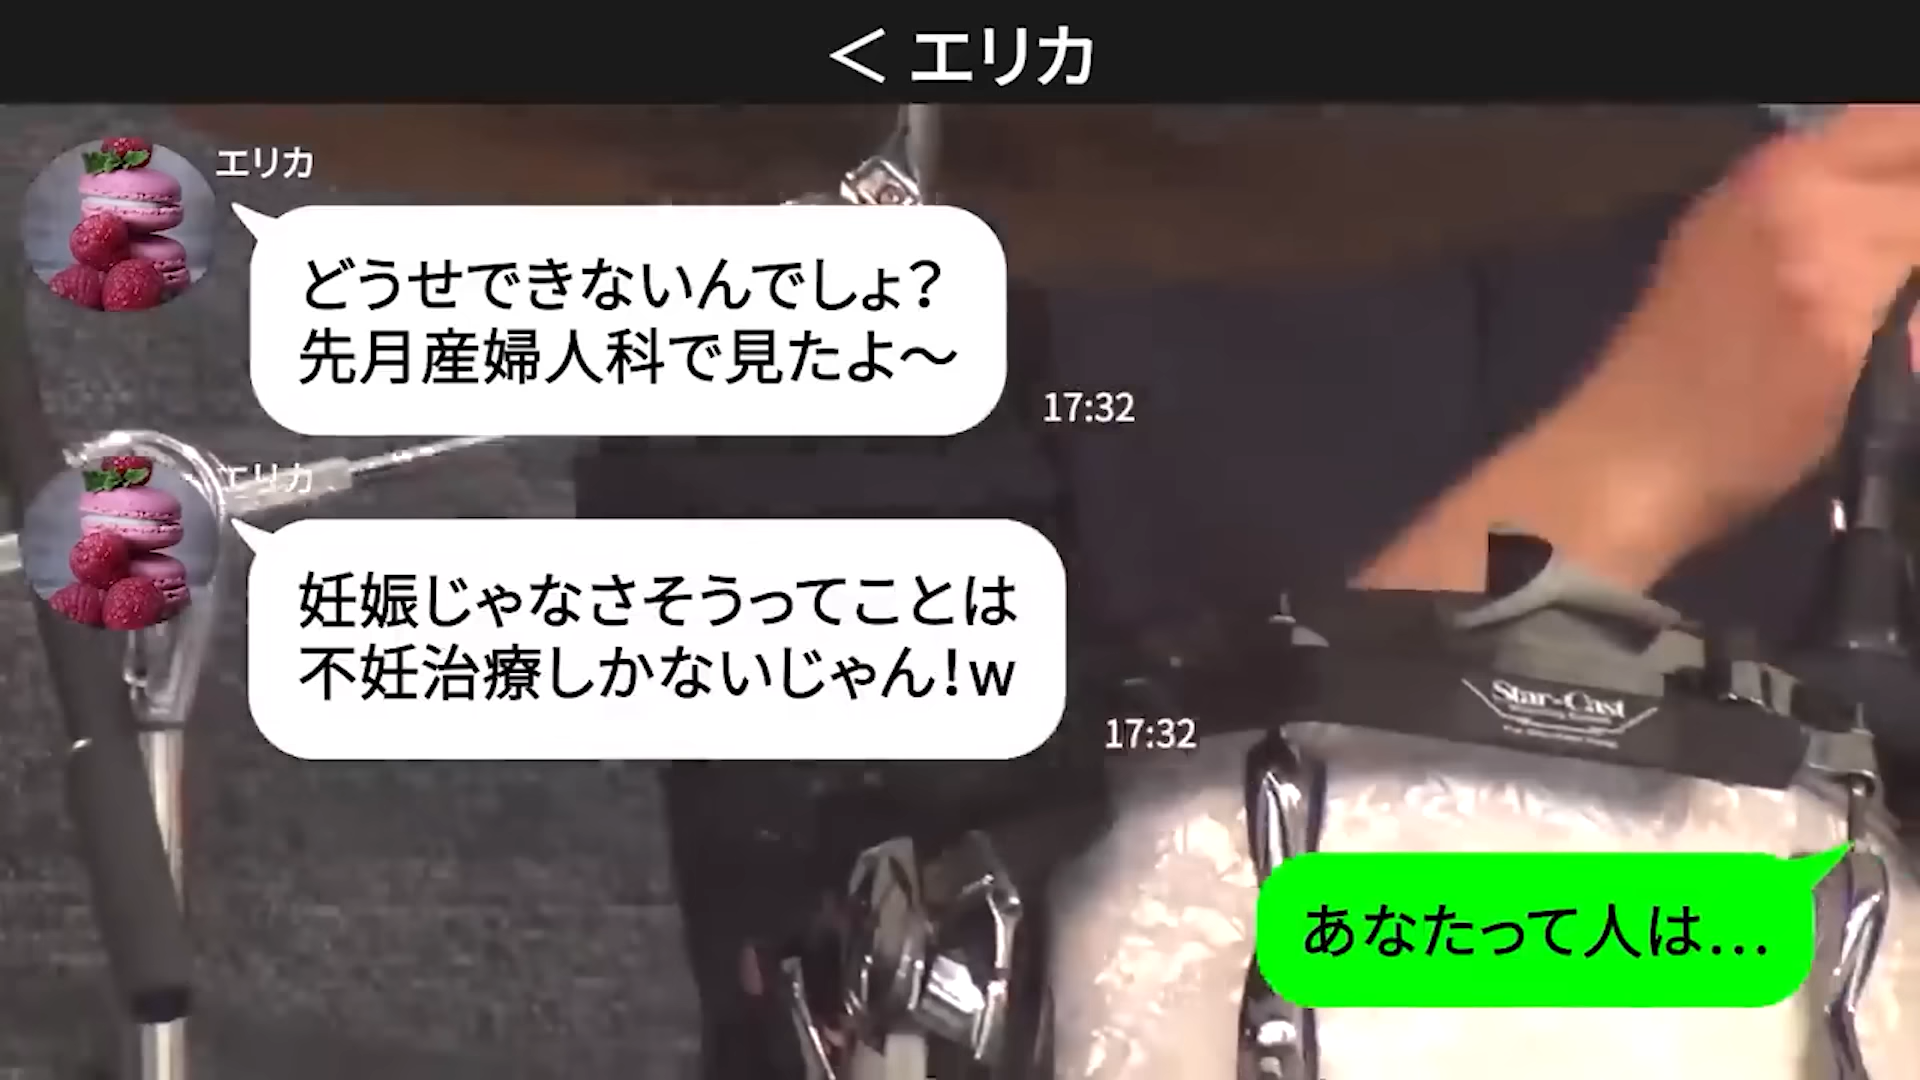 ＜ エリカ
エリカ
どうせできないんでしょ？
先月産婦人科で見たよ～
17:32
エリカ
妊娠じゃなさそうってことは
不妊治療しかないじゃん！w
17:32
Star-Cast
あなたって人は…